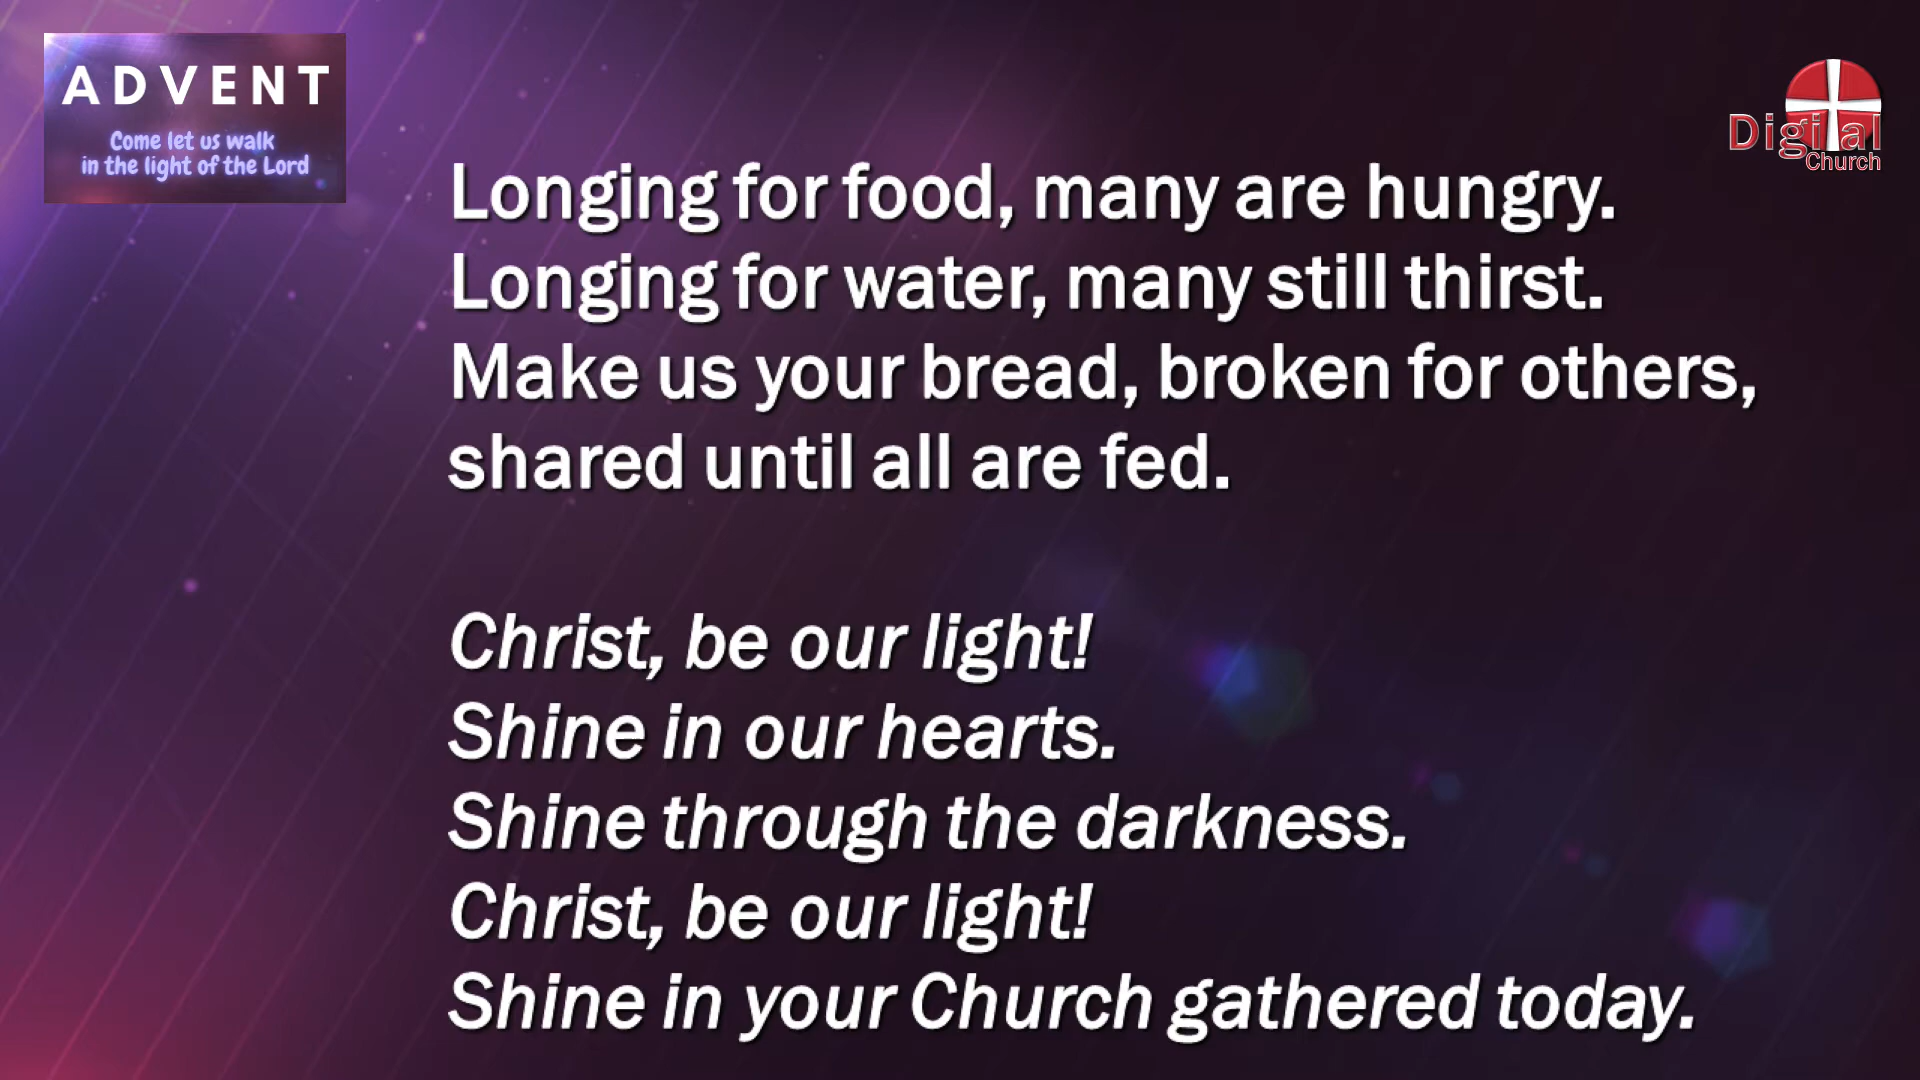 ADVENT
Come let us walk
in the light of the Lord
Digital
Church
Longing for food, many are hungry.
Longing for water, many still thirst.
Make us your bread, broken for others,
shared until all are fed.
Christ, be our light!
Shine in our hearts.
Shine through the darkness.
Christ, be our light!
Shine in your Church gathered today.